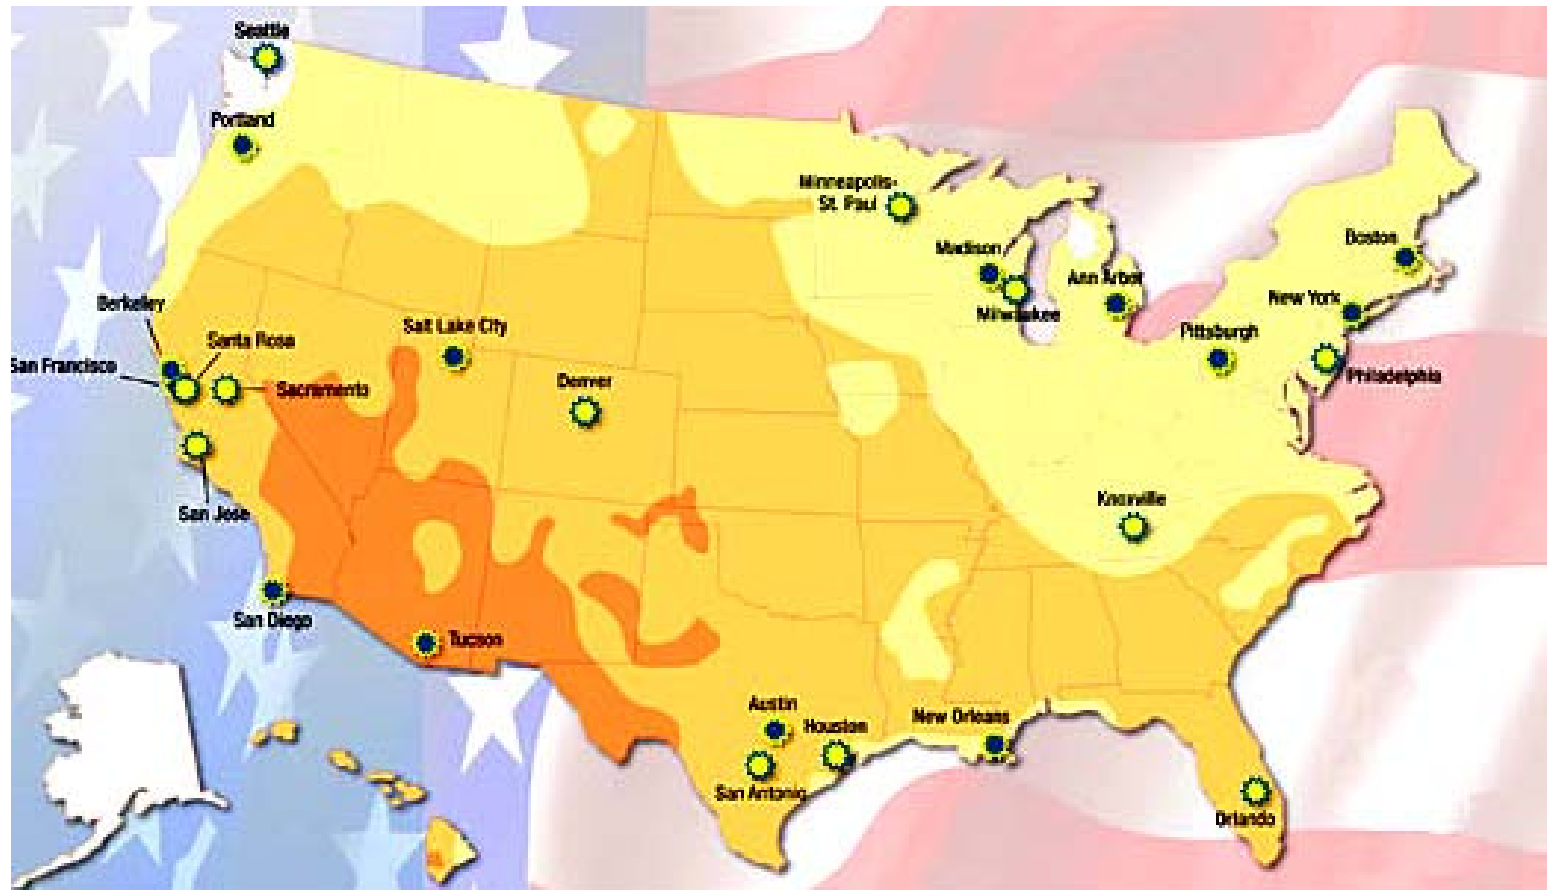 Seattle
Portland
Minneapolis-
St. Paul
Madison
Boston
Ann Arbor
Berkeley
New York
Milwaukee
Salt Lake City
Pittsburgh
Santa Rosa
San Francisco
Denver
Sacramento
Philadelphia
Knoxville
San Jose
San Diego
Tucson
Austin
Houston
New Orleans
San Antonio
Orlando